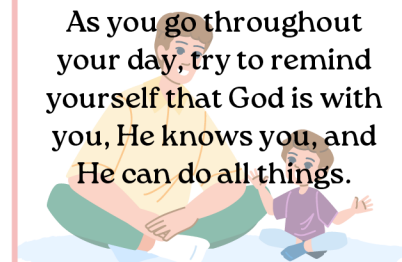 As you go throughout
your day, try to remind
yourself that God is with
you, He knows you, and
He can do all things.